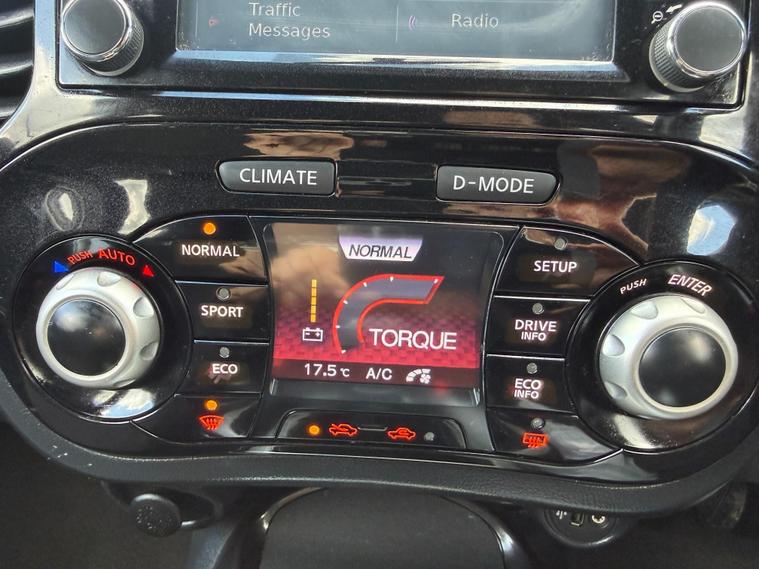 Traffic
Messages
Radio
CLIMATE
D-MODE
NORMAL
PUSH AUTO
NORMAL
SETUP
PUSH ENTER
SPORT
DRIVE
INFO
TORQUE
ECO
17.5°C A/C
ECO
INFO